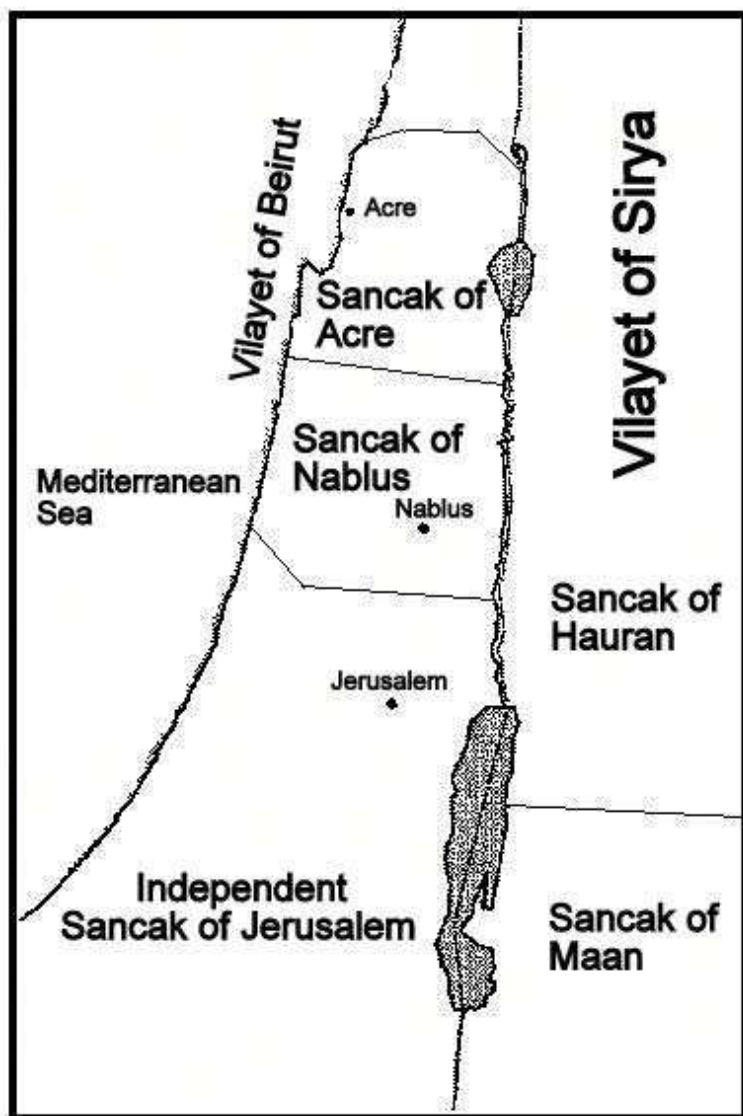 Vilayet of Beirut
Vilayet of Sirya
Acre
Sancak of
Acre
Sancak of
Nablus
Mediterranean
Sea
Nablus
Sancak of
Hauran
Jerusalem
Independent
Sancak of Jerusalem
Sancak of
Maan